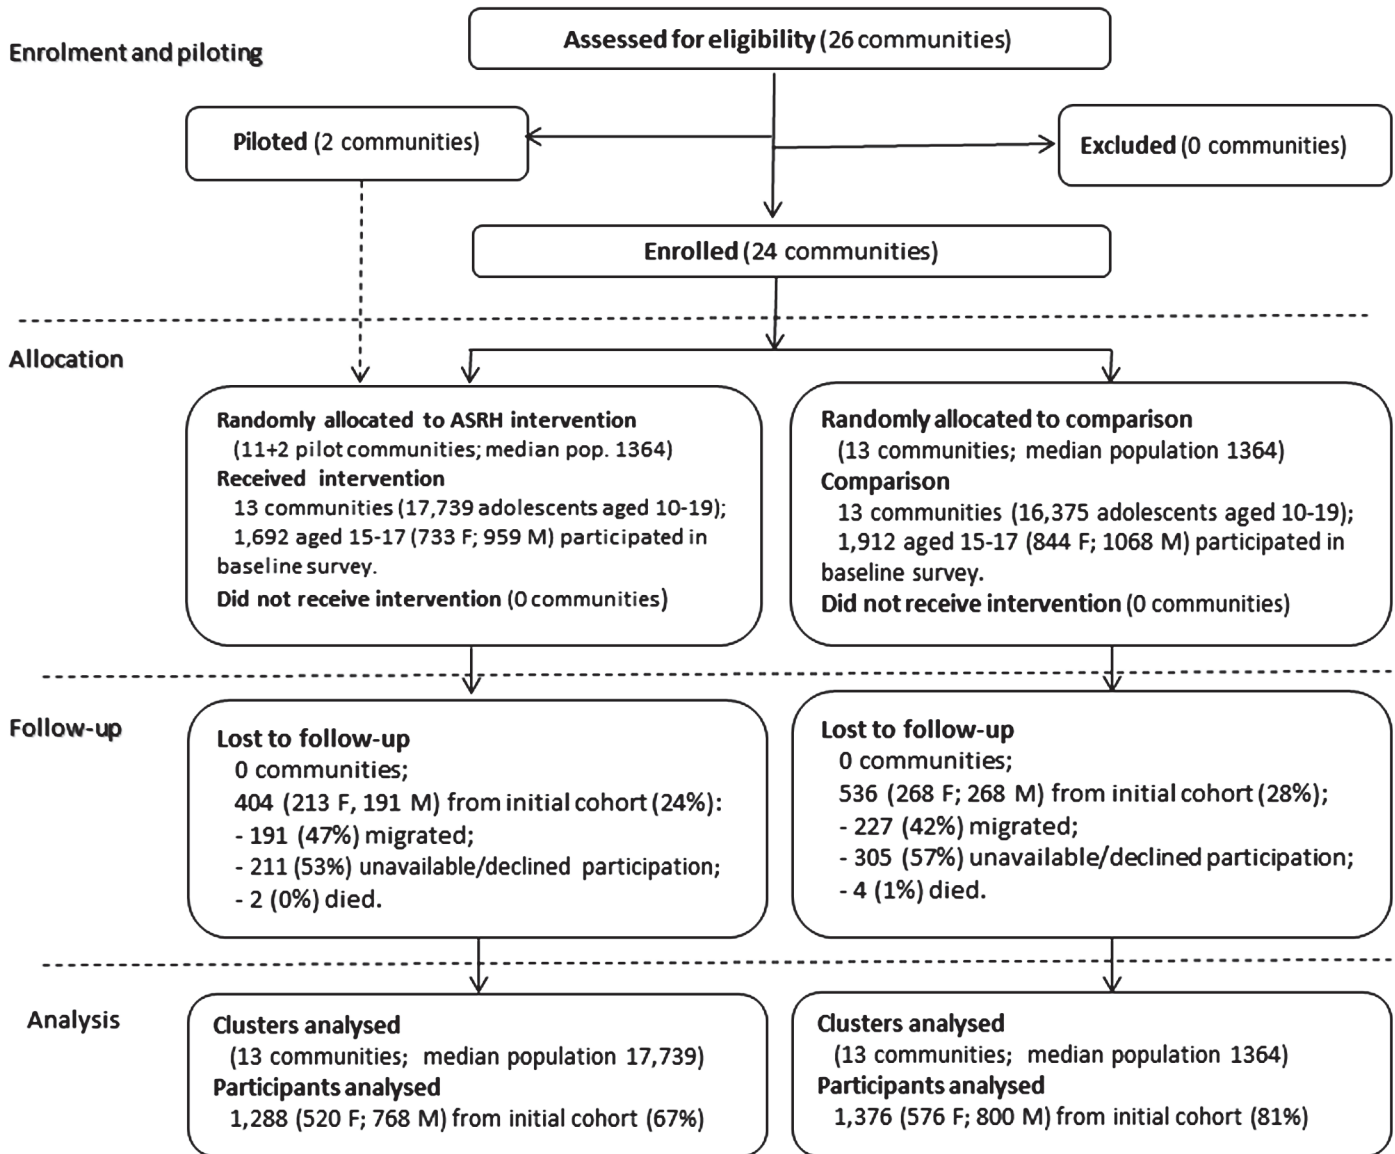 Enrolment and piloting
Assessed for eligibility (26 communities)
Piloted (2 communities)
Excluded (0 communities)
Enrolled (24 communities)
Allocation
Randomly allocated to ASRH intervention
(11+2 pilot communities; median pop. 1364)
Received intervention
13 communities (17,739 adolescents aged 10-19);
1,692 aged 15-17 (733 F; 959 M) participated in
baseline survey.
Did not receive intervention (0 communities)
Randomly allocated to comparison
(13 communities; median population 1364)
Comparison
13 communities (16,375 adolescents aged 10-19);
1,912 aged 15-17 (844 F; 1068 M) participated in
baseline survey.
Did not receive intervention (0 communities)
Follow-up
Lost to follow-up
0 communities;
404 (213 F, 191 M) from initial cohort (24%):
- 191 (47%) migrated;
- 211 (53%) unavailable/declined participation;
- 2 (0%) died.
Lost to follow-up
0 communities;
536 (268 F; 268 M) from initial cohort (28%);
- 227 (42%) migrated;
- 305 (57%) unavailable/declined participation;
- 4 (1%) died.
Analysis
Clusters analysed
(13 communities; median population 17,739)
Participants analysed
1,288 (520 F; 768 M) from initial cohort (67%)
Clusters analysed
(13 communities; median population 1364)
Participants analysed
1,376 (576 F; 800 M) from initial cohort (81%)